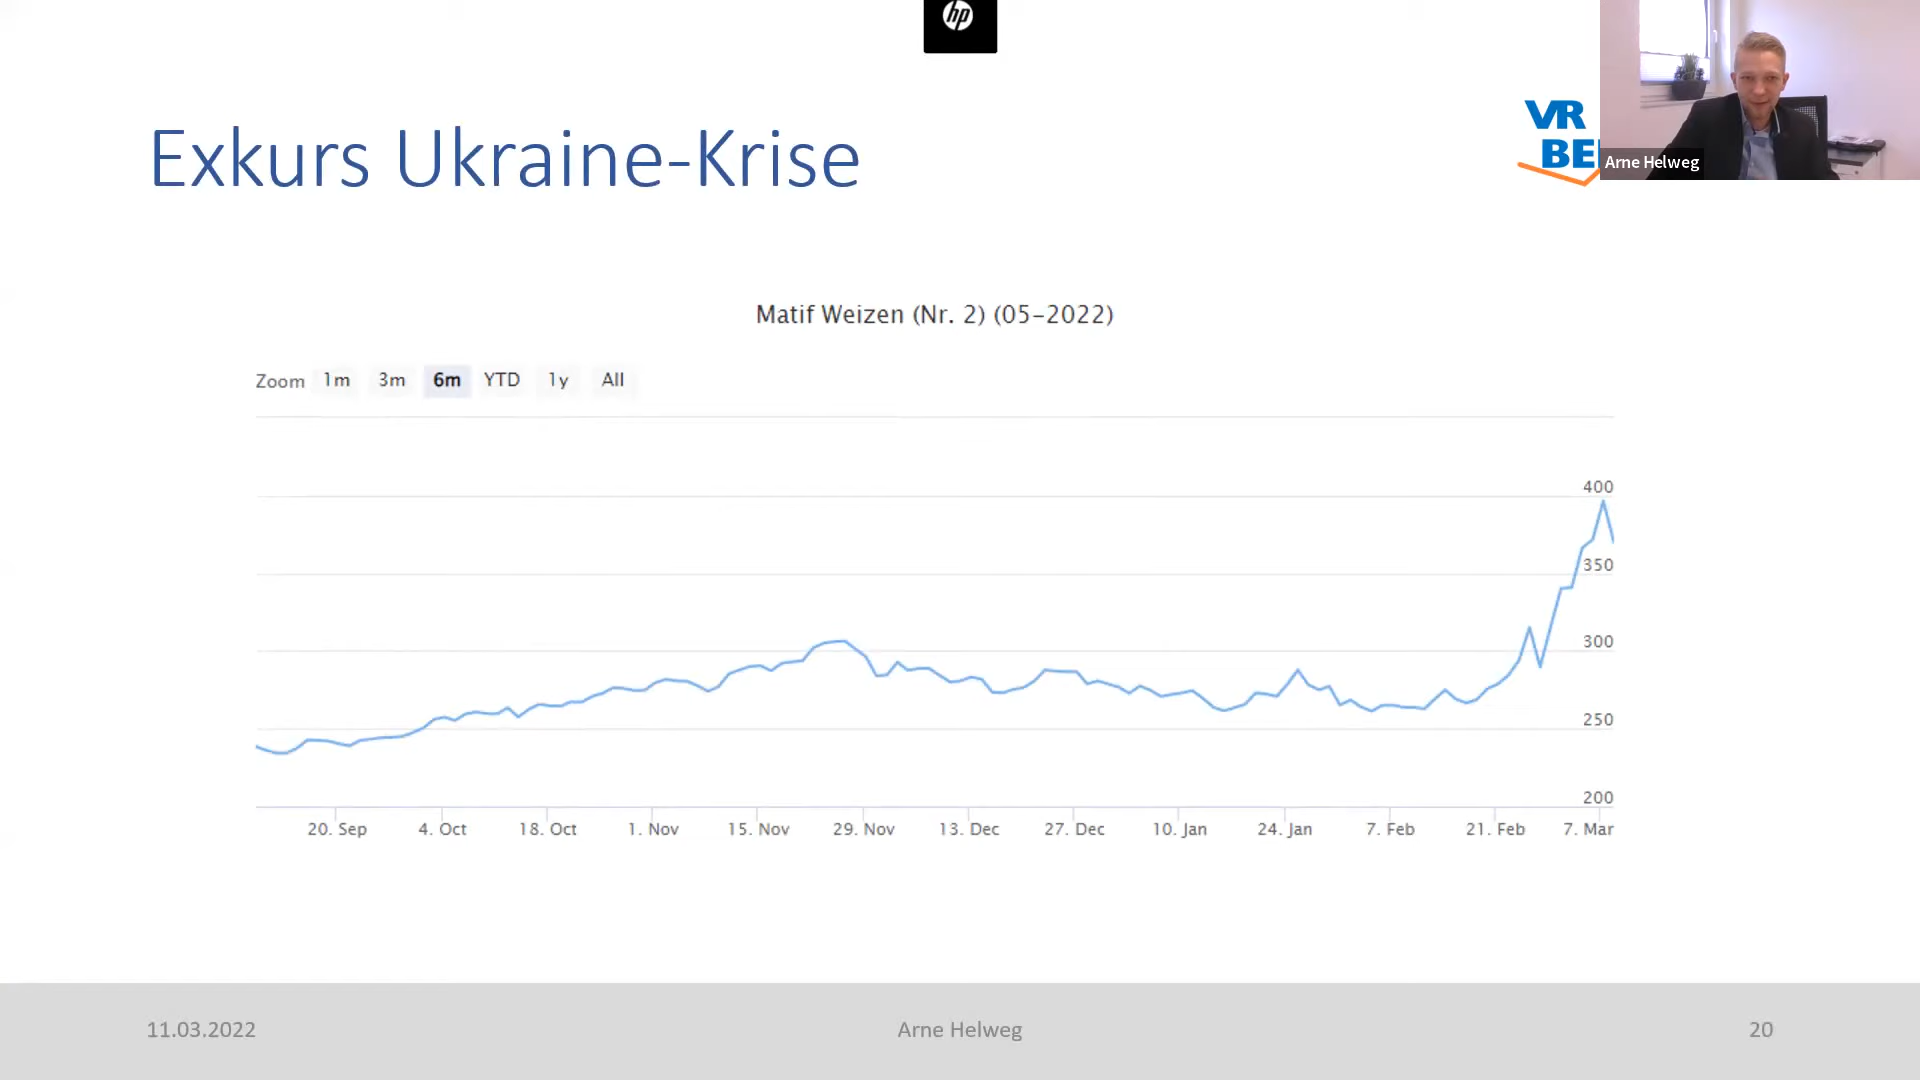 hp
Exkurs Ukraine-Krise
VR
BE
Arne Helweg
Matif Weizen (Nr. 2) (05-2022)
Zoom 1m 3m 6m YTD 1y All
400
350
300
250
200
20. Sep 4. Oct 18. Oct 1. Nov 15. Nov 29. Nov 13. Dec 27. Dec 10. Jan 24. Jan 7. Feb 21. Feb 7. Mar
11.03.2022 Arne Helweg 20